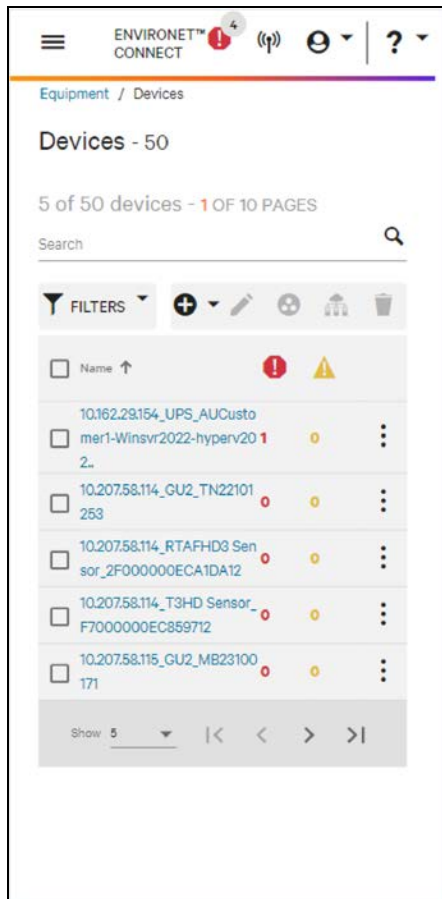 4
ENVIRONET™
CONNECT
?
Equipment / Devices
Devices - 50
5 of 50 devices - 1 OF 10 PAGES
Search
FILTERS
Name
10.162.29.154_UPS_AUCusto
mer1-Winsvr2022-hyperv20 1 0
2..
10.207.58.114_GU2_TN22101
253 0 0
10.207.58.114_RTAFHD3 Sen
sor_2F000000ECA1DA12 0 0
10.207.58.114_T3HD Sensor_
F7000000EC859712 0 0
10.207.58.115_GU2_MB23100
171 0 0
Show 5